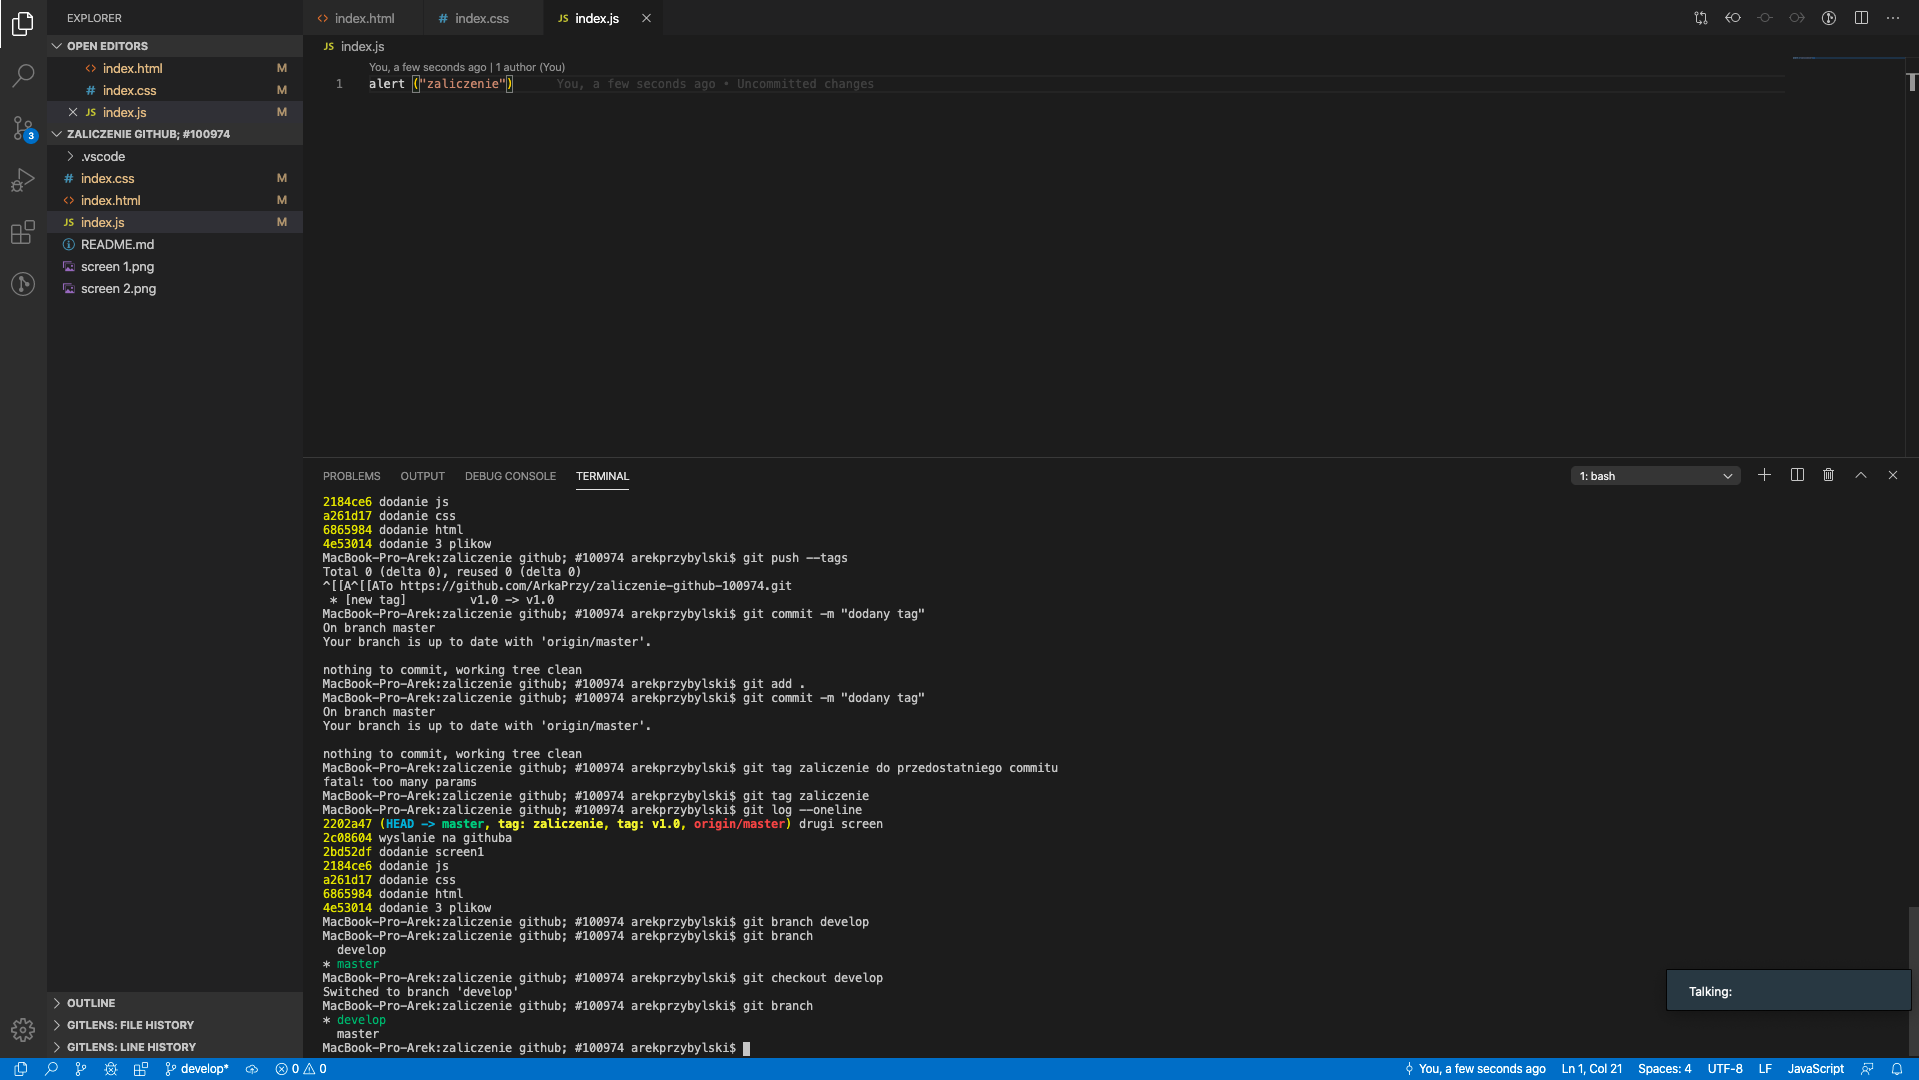 EXPLORER
OPEN EDITORS
index.html M
index.css M
JS index.js M
ZALICZENIE GITHUB; #100974
.vscode
# index.css M
index.html M
JS index.js M
README.md
screen 1.png
screen 2.png
OUTLINE
GITLENS: FILE HISTORY
GITLENS: LINE HISTORY
3
index.html
# index.css
JS index.js
JS index.js
You, a few seconds ago | 1 author (You)
1 alert ("zaliczenie") You, a few seconds ago • Uncommitted changes
PROBLEMS OUTPUT DEBUG CONSOLE TERMINAL
1: bash
2184ce6 dodanie js
a261d17 dodanie css
6865984 dodanie html
4e53014 dodanie 3 plikow
MacBook-Pro-Arek:zaliczenie github; #100974 arekprzybylski$ git push --tags
Total 0 (delta 0), reused 0 (delta 0)
^[[A^[[ATo https://github.com/ArkaPrzy/zaliczenie-github-100974.git
* [new tag] v1.0 -> v1.0
MacBook-Pro-Arek:zaliczenie github; #100974 arekprzybylski$ git commit -m "dodany tag"
On branch master
Your branch is up to date with 'origin/master'.
nothing to commit, working tree clean
MacBook-Pro-Arek:zaliczenie github; #100974 arekprzybylski$ git add .
MacBook-Pro-Arek:zaliczenie github; #100974 arekprzybylski$ git commit -m "dodany tag"
On branch master
Your branch is up to date with 'origin/master'.
nothing to commit, working tree clean
MacBook-Pro-Arek:zaliczenie github; #100974 arekprzybylski$ git tag zaliczenie do przedostatniego commitu
fatal: too many params
MacBook-Pro-Arek:zaliczenie github; #100974 arekprzybylski$ git tag zaliczenie
MacBook-Pro-Arek:zaliczenie github; #100974 arekprzybylski$ git log --oneline
2202a47 (HEAD -> master, tag: zaliczenie, tag: v1.0, origin/master) drugi screen
2c08604 wyslanie na githuba
2bd52df dodanie screen1
2184ce6 dodanie js
a261d17 dodanie css
6865984 dodanie html
4e53014 dodanie 3 plikow
MacBook-Pro-Arek:zaliczenie github; #100974 arekprzybylski$ git branch develop
MacBook-Pro-Arek:zaliczenie github; #100974 arekprzybylski$ git branch
develop
* master
MacBook-Pro-Arek:zaliczenie github; #100974 arekprzybylski$ git checkout develop
Switched to branch 'develop'
MacBook-Pro-Arek:zaliczenie github; #100974 arekprzybylski$ git branch
* develop
master
MacBook-Pro-Arek:zaliczenie github; #100974 arekprzybylski$
Talking:
develop* 0 0 You, a few seconds ago Ln 1, Col 21 Spaces: 4 UTF-8 LF JavaScript